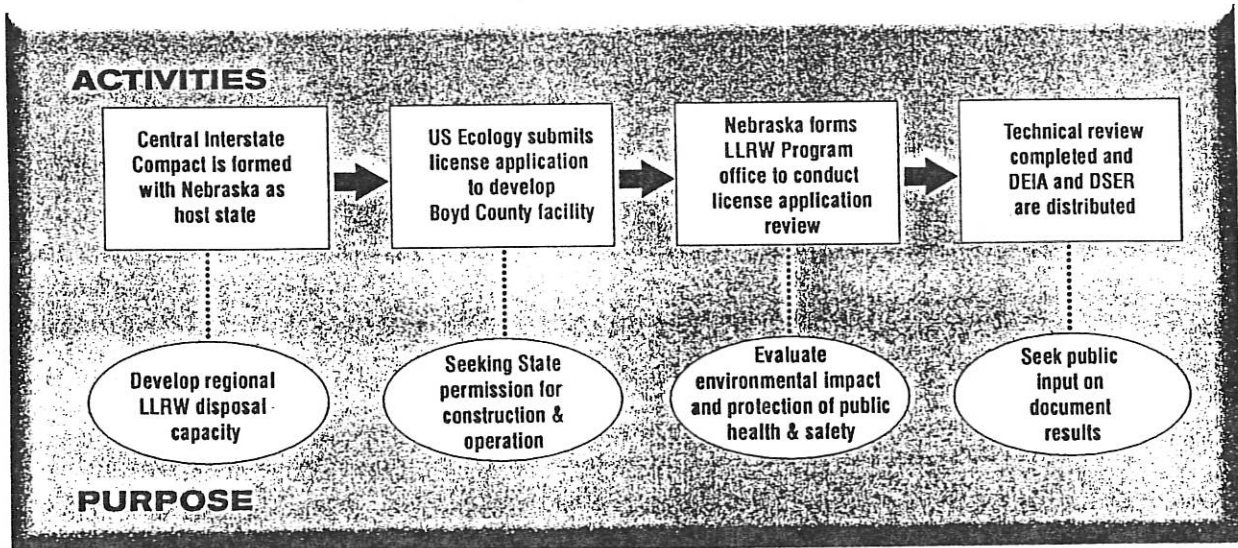 ACTIVITIES
Central Interstate
Compact is formed
with Nebraska as
host state
US Ecology submits
license application
to develop
Boyd County facility
Nebraska forms
LLRW Program
office to conduct
license application
review
Technical review
completed and
DEIA and DSER
are distributed
Develop regional
LLRW disposal
capacity
Seeking State
permission for
construction &
operation
Evaluate
environmental impact
and protection of public
health & safety
Seek public
input on
document
results
PURPOSE